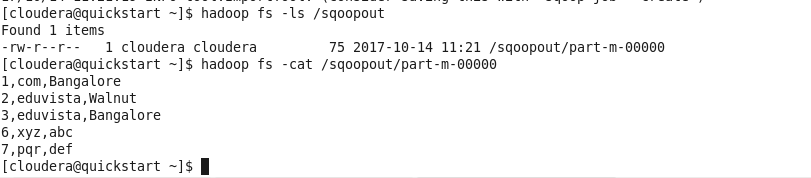 [cloudera@quickstart ~]$ hadoop fs -ls /sqoopout
Found 1 items
-rw-r--r--   1 cloudera cloudera         75 2017-10-14 11:21 /sqoopout/part-m-00000
[cloudera@quickstart ~]$ hadoop fs -cat /sqoopout/part-m-00000
1,com,Bangalore
2,eduvista,Walnut
3,eduvista,Bangalore
6,xyz,abc
7,pqr,def
[cloudera@quickstart ~]$